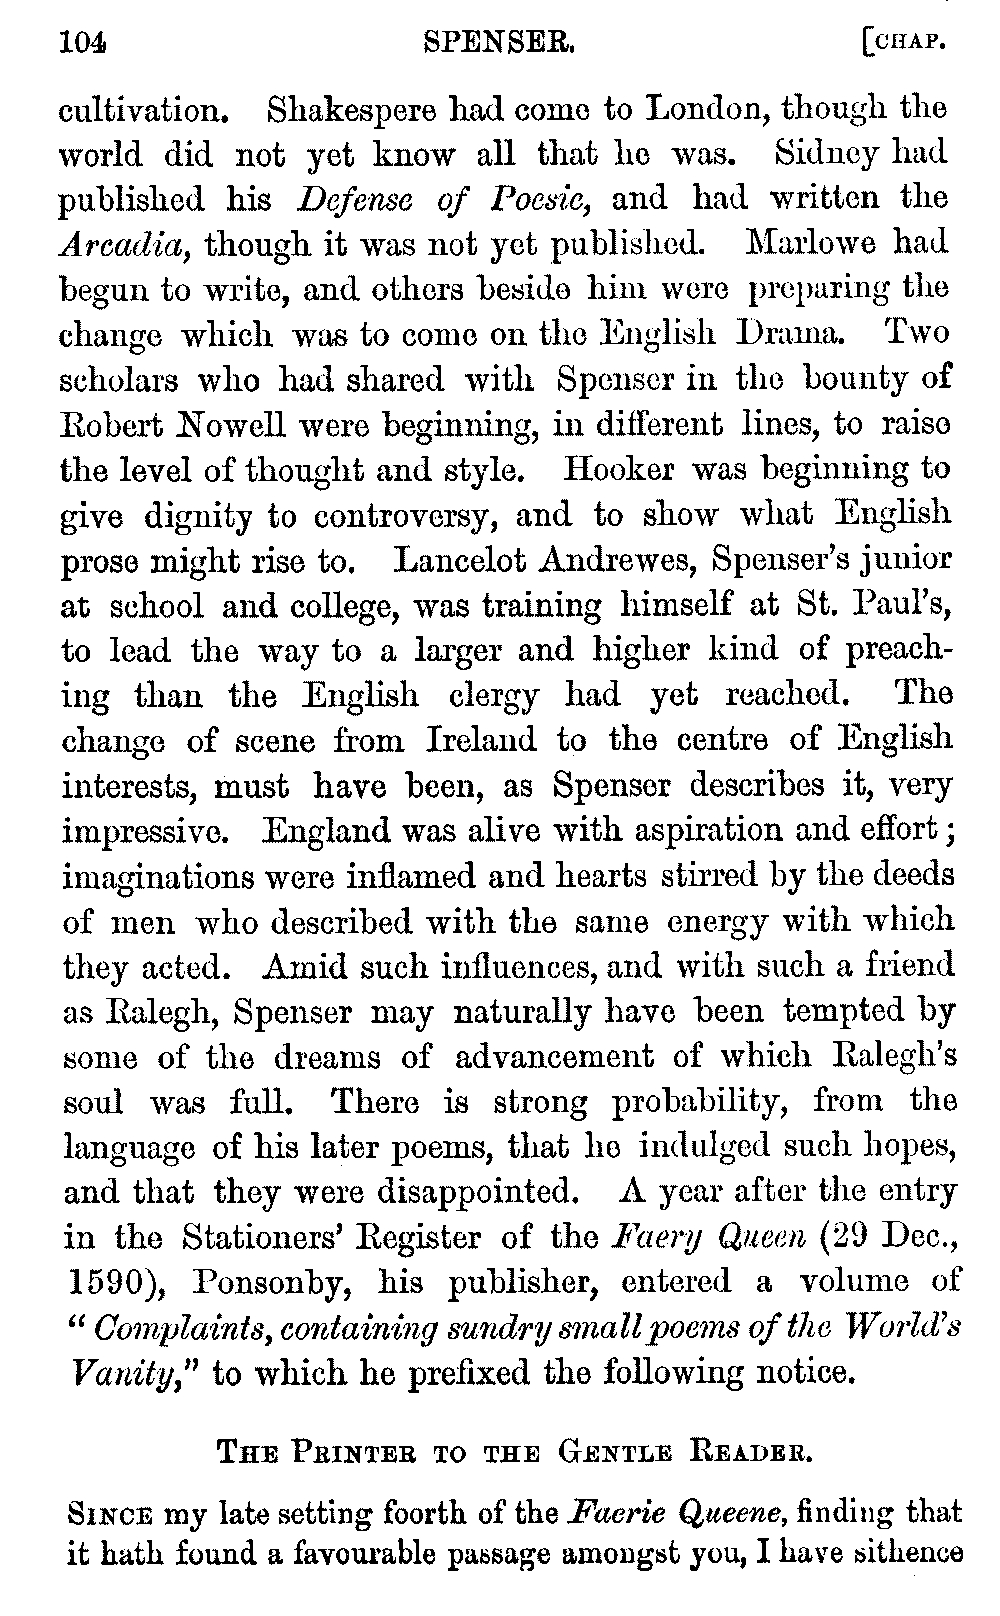 104 SPENSER. [CHAP.
cultivation. Shakespere had come to London, though the
world did not yet know all that he was. Sidney had
published his Defense of Poesie, and had written the
Arcadia, though it was not yet published. Marlowe had
begun to write, and others beside him were preparing the
change which was to come on the English Drama. Two
scholars who had shared with Spenser in the bounty of
Robert Nowell were beginning, in different lines, to raise
the level of thought and style. Hooker was beginning to
give dignity to controversy, and to show what English
prose might rise to. Lancelot Andrewes, Spenser's junior
at school and college, was training himself at St. Paul's,
to lead the way to a larger and higher kind of preach-
ing than the English clergy had yet reached. The
change of scene from Ireland to the centre of English
interests, must have been, as Spenser describes it, very
impressive. England was alive with aspiration and effort;
imaginations were inflamed and hearts stirred by the deeds
of men who described with the same energy with which
they acted. Amid such influences, and with such a friend
as Ralegh, Spenser may naturally have been tempted by
some of the dreams of advancement of which Ralegh's
soul was full. There is strong probability, from the
language of his later poems, that he indulged such hopes,
and that they were disappointed. A year after the entry
in the Stationers' Register of the Faery Queen (29 Dec.,
1590), Ponsonby, his publisher, entered a volume of
"Complaints, containing sundry small poems of the World's
Vanity," to which he prefixed the following notice.
THE PRINTER TO THE GENTLE READER.
SINCE my late setting foorth of the Faerie Queene, finding that
it hath found a favourable passage amongst you, I have sithence